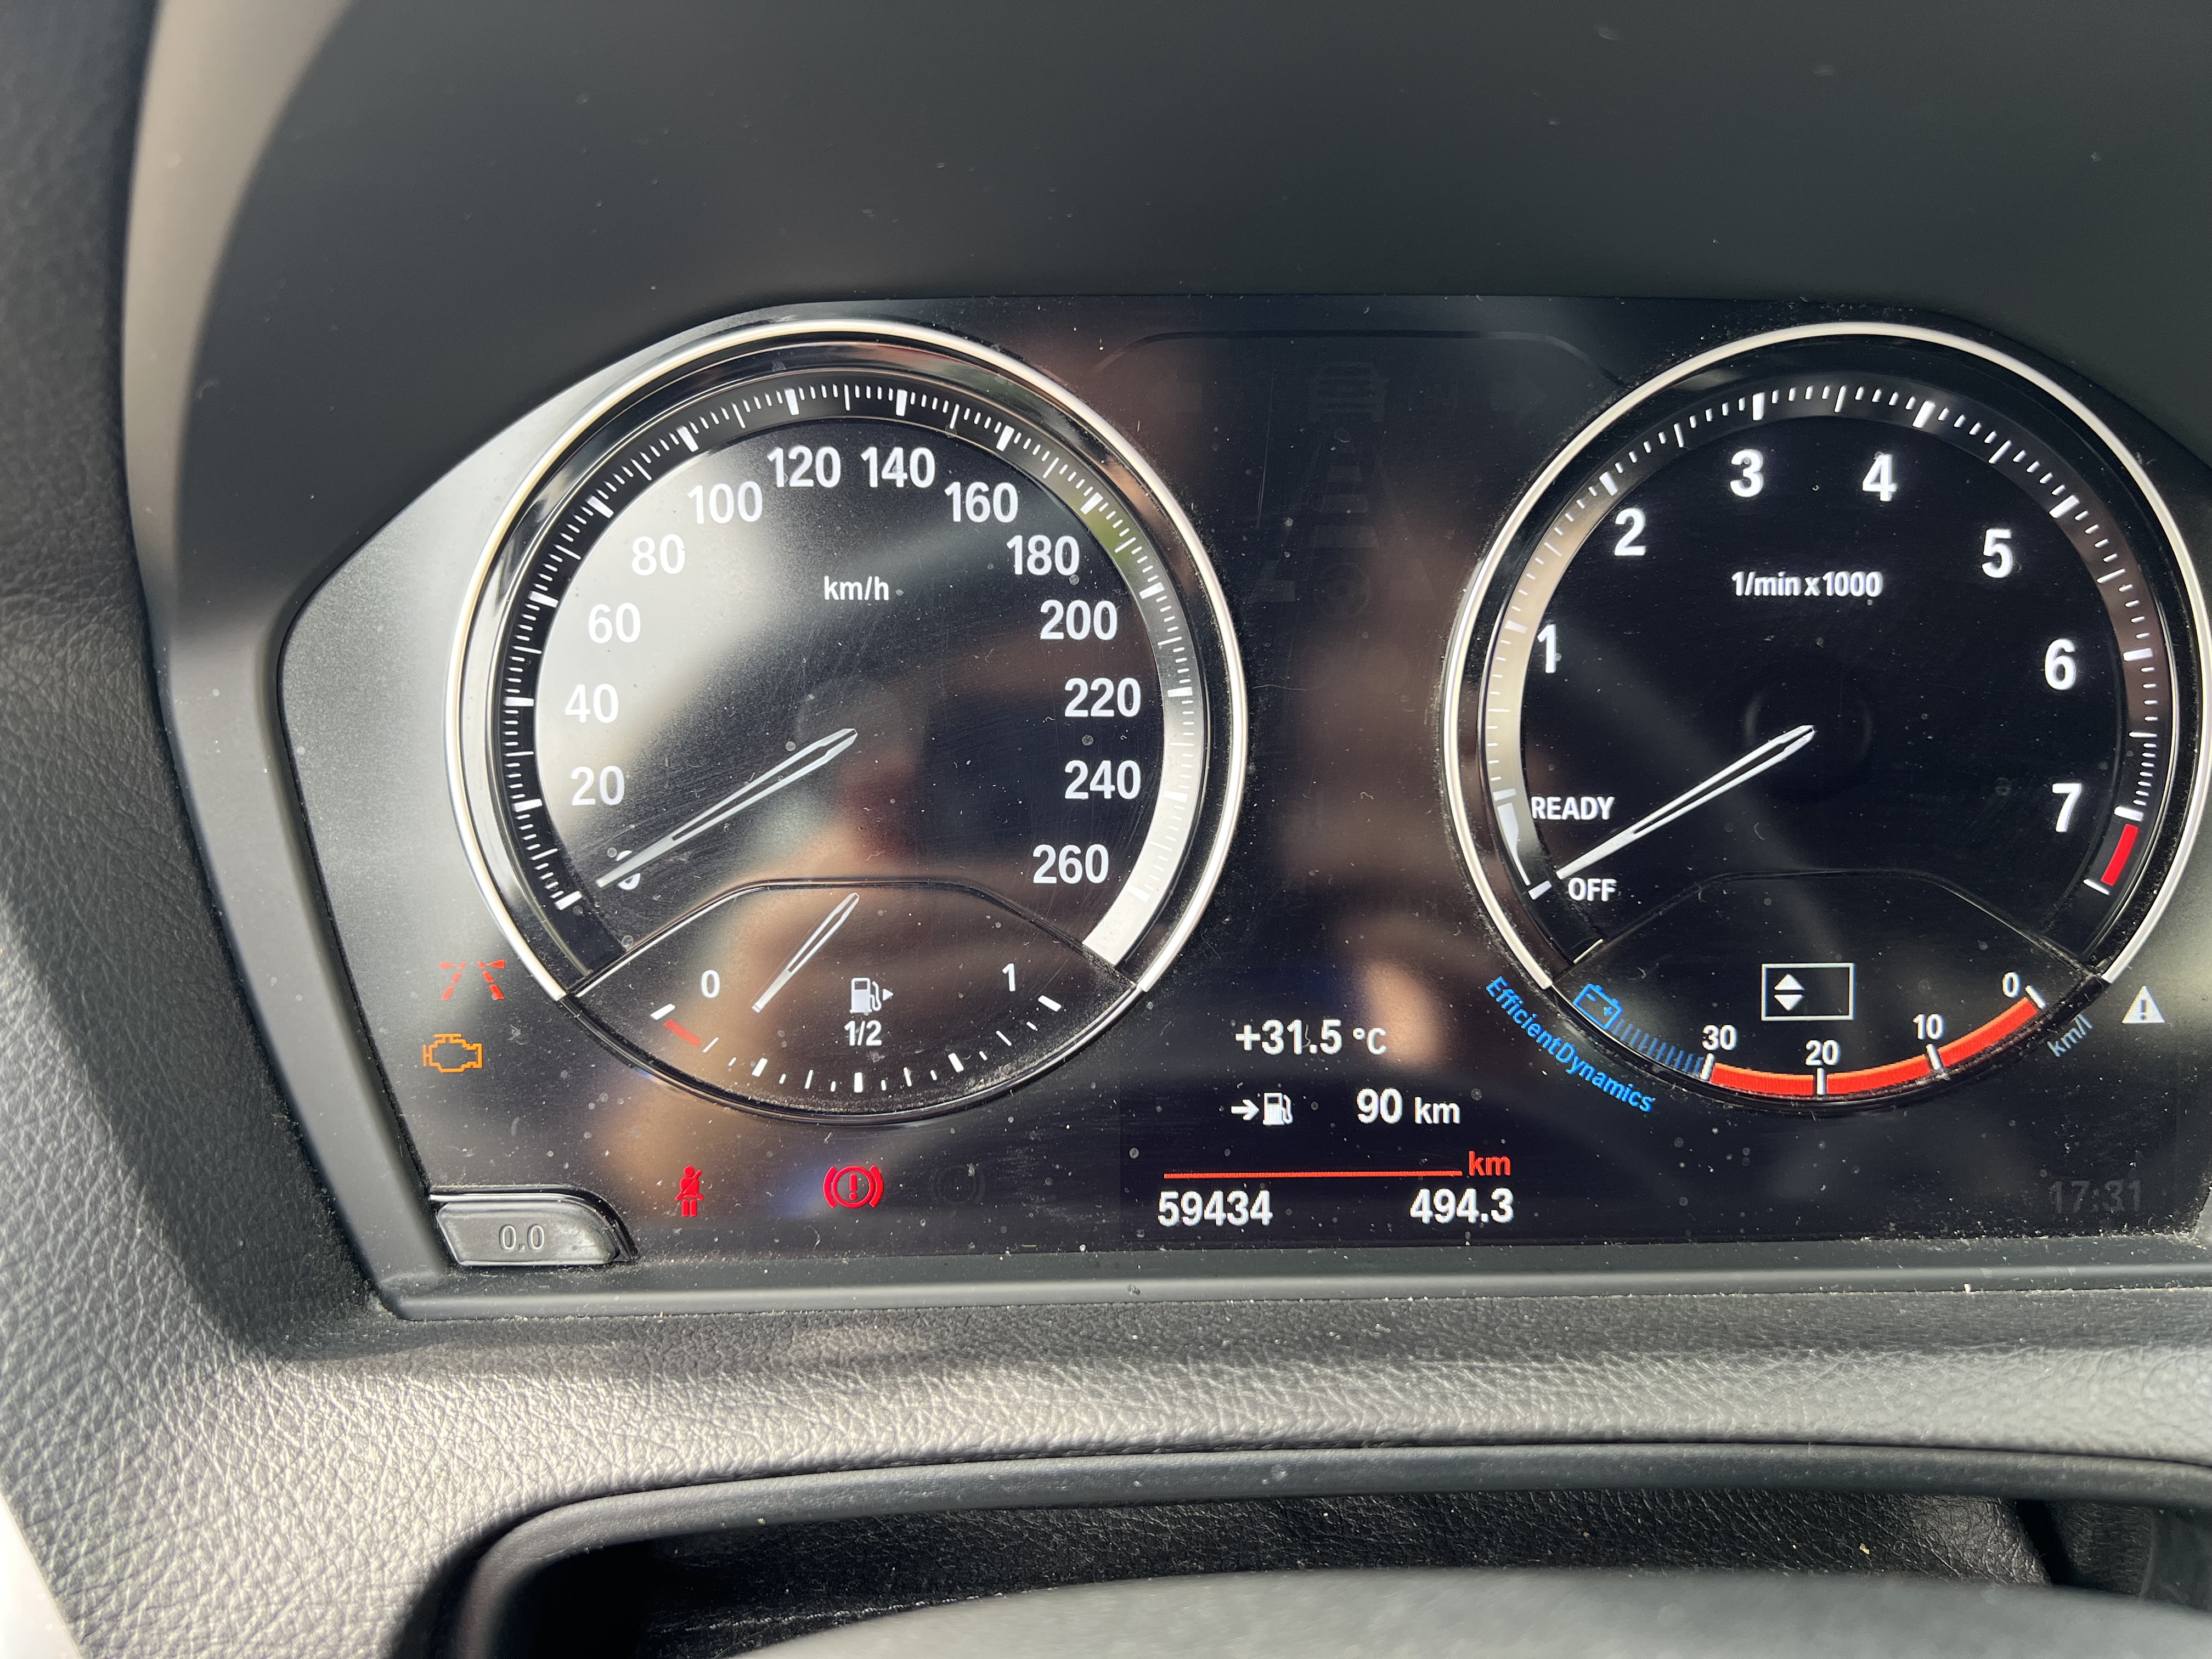 120 140
100 160
80 180
km/h
60 200
40 220
20 240
0 260
0 1
1/2
3 4
2 5
1/min x 1000
1 6
READY 7
OFF
EfficientDynamics
30 20 10 0
km/l
+31.5 °C
90 km
km
59434 494.3
17:31
0.0